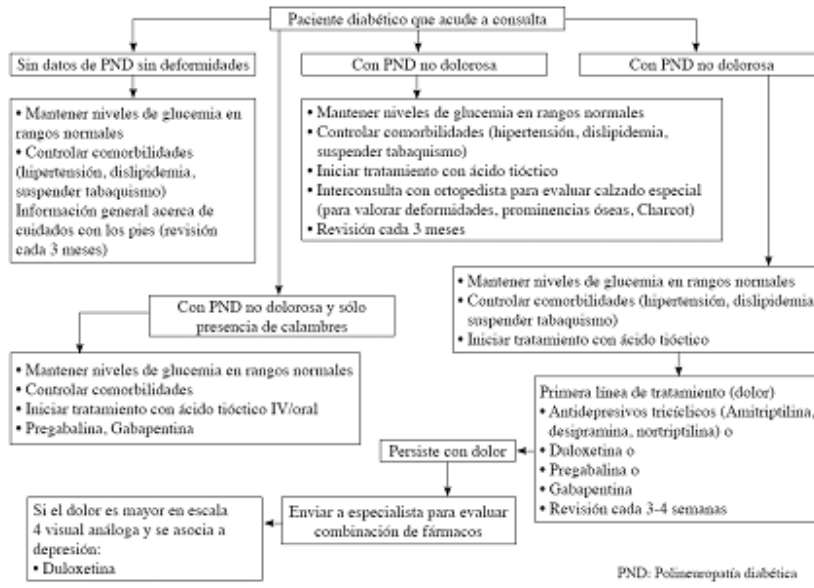 Paciente diabético que acude a consulta
Sin datos de PND sin deformidades
Con PND no dolorosa
Con PND no dolorosa
• Mantener niveles de glucemia en
rangos normales
• Controlar comorbilidades
(hipertensión, dislipidemia,
suspender tabaquismo)
Información general acerca de
cuidados con los pies (revisión
cada 3 meses)
• Mantener niveles de glucemia en rangos normales
• Controlar comorbilidades (hipertensión, dislipidemia,
suspender tabaquismo)
• Iniciar tratamiento con ácido tióctico
• Interconsulta con ortopedista para evaluar calzado especial
(para valorar deformidades, prominencias óseas, Charcot)
• Revisión cada 3 meses
• Mantener niveles de glucemia en rangos normales
• Controlar comorbilidades (hipertensión, dislipidemia,
suspender tabaquismo)
• Iniciar tratamiento con ácido tióctico
Con PND no dolorosa y sólo
presencia de calambres
• Mantener niveles de glucemia en rangos normales
• Controlar comorbilidades
• Iniciar tratamiento con ácido tióctico IV/oral
• Pregabalina, Gabapentina
Primera línea de tratamiento (dolor)
• Antidepresivos tricíclicos (Amitriptilina,
desipramina, nortriptilina) o
• Duloxetina o
• Pregabalina o
• Gabapentina
• Revisión cada 3-4 semanas
Persiste con dolor
Enviar a especialista para evaluar
combinación de fármacos
Si el dolor es mayor en escala
4 visual análoga y se asocia a
depresión:
• Duloxetina
PND: Polineuropatía diabética